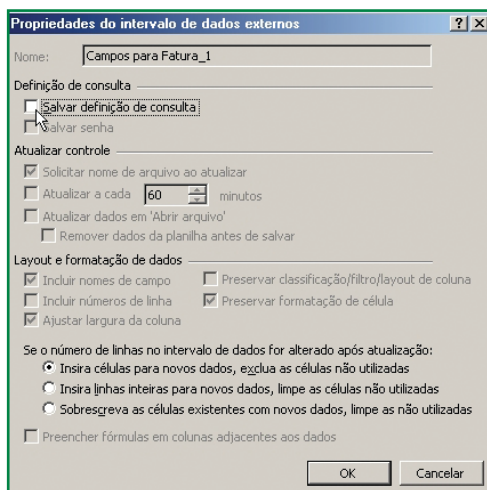 Propriedades do intervalo de dados externos
Nome: Campos para Fatura_1
Definição de consulta
Salvar definição de consulta
Salvar senha
Atualizar controle
Solicitar nome de arquivo ao atualizar
Atualizar a cada 60 minutos
Atualizar dados em 'Abrir arquivo'
Remover dados da planilha antes de salvar
Layout e formatação de dados
Incluir nomes de campo Preservar classificação/filtro/layout de coluna
Incluir números de linha Preservar formatação de célula
Ajustar largura da coluna
Se o número de linhas no intervalo de dados for alterado após atualização:
Insira células para novos dados, exclua as células não utilizadas
Insira linhas inteiras para novos dados, limpe as células não utilizadas
Sobrescreva as células existentes com novos dados, limpe as não utilizadas
Preencher fórmulas em colunas adjacentes aos dados
OK Cancelar